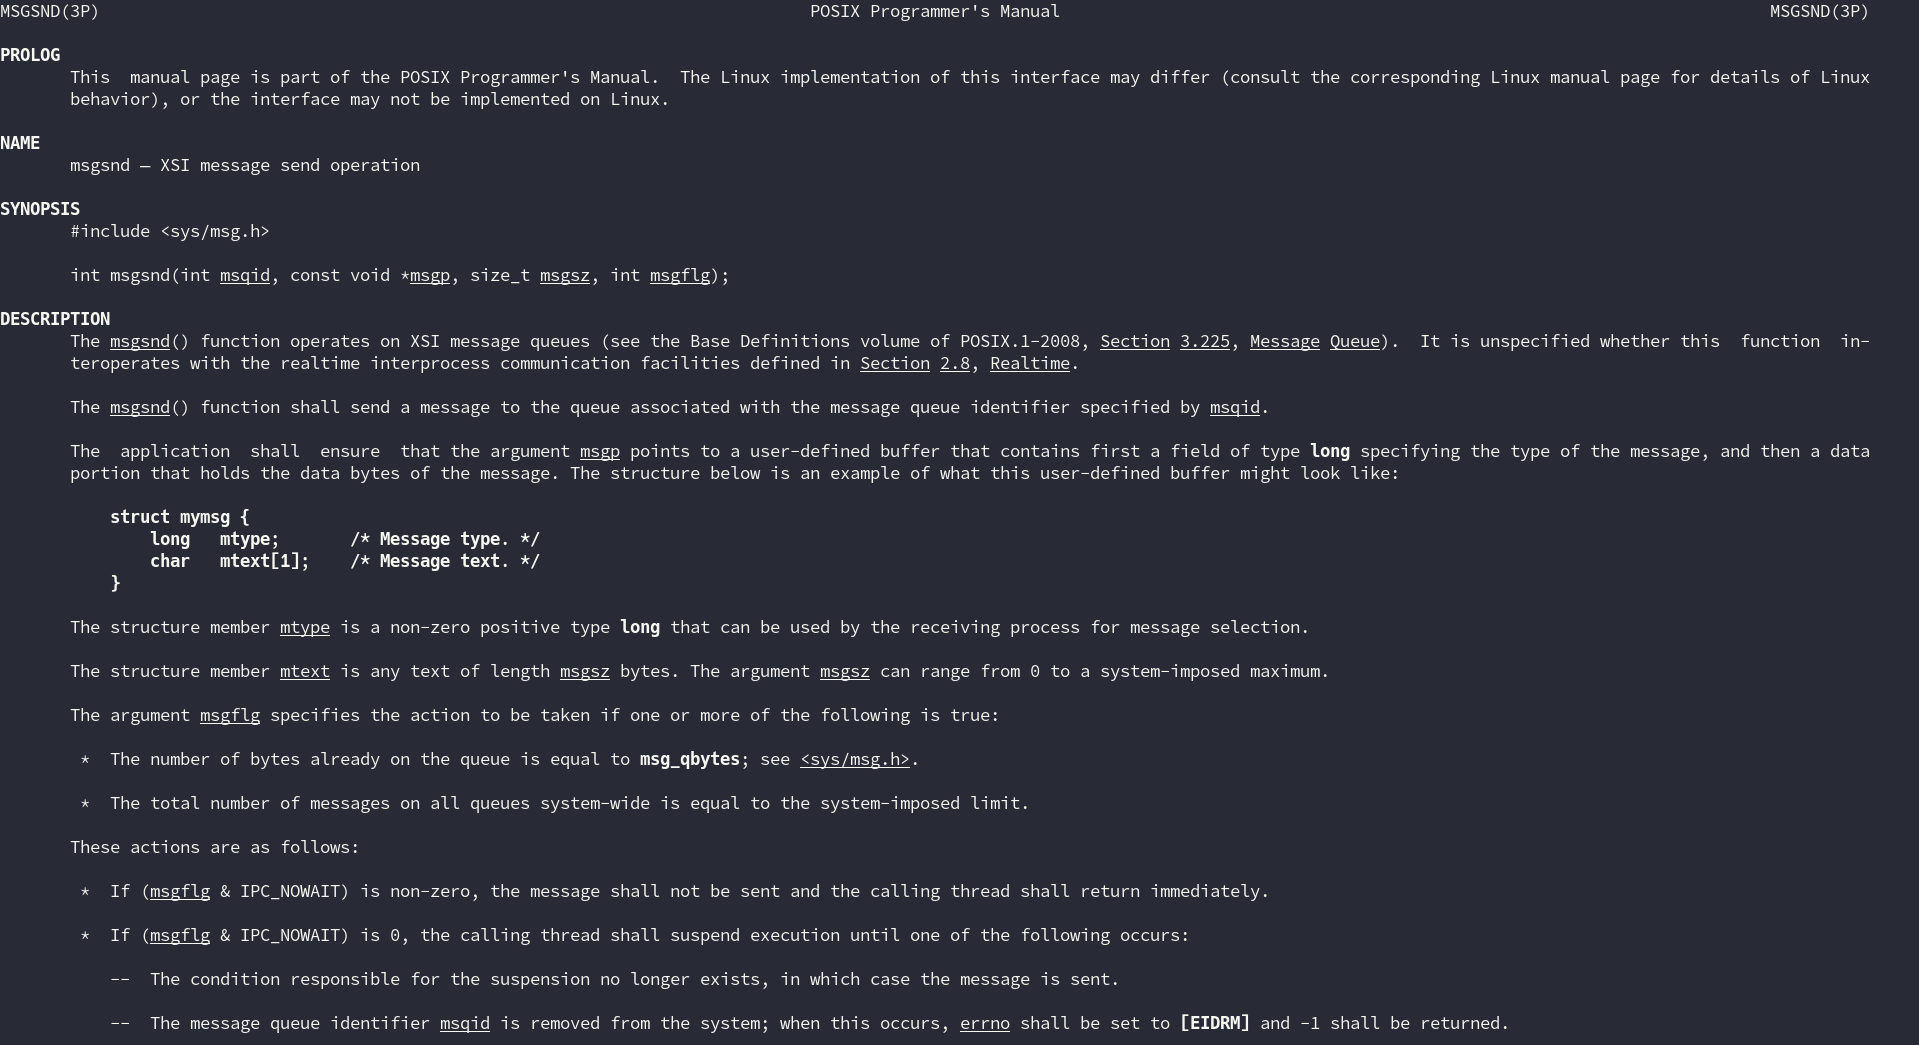 MSGSND(3P) POSIX Programmer's Manual MSGSND(3P)
PROLOG
This  manual page is part of the POSIX Programmer's Manual.  The Linux implementation of this interface may differ (consult the corresponding Linux manual page for details of Linux
behavior), or the interface may not be implemented on Linux.
NAME
msgsnd — XSI message send operation
SYNOPSIS
#include <sys/msg.h>
int msgsnd(int msqid, const void *msgp, size_t msgsz, int msgflg);
DESCRIPTION
The msgsnd() function operates on XSI message queues (see the Base Definitions volume of POSIX.1-2008, Section 3.225, Message Queue).  It is unspecified whether this  function  in-
teroperates with the realtime interprocess communication facilities defined in Section 2.8, Realtime.
The msgsnd() function shall send a message to the queue associated with the message queue identifier specified by msqid.
The  application  shall  ensure  that the argument msgp points to a user-defined buffer that contains first a field of type long specifying the type of the message, and then a data
portion that holds the data bytes of the message. The structure below is an example of what this user-defined buffer might look like:
struct mymsg {
    long   mtype;       /* Message type. */
    char   mtext[1];    /* Message text. */
}
The structure member mtype is a non-zero positive type long that can be used by the receiving process for message selection.
The structure member mtext is any text of length msgsz bytes. The argument msgsz can range from 0 to a system-imposed maximum.
The argument msgflg specifies the action to be taken if one or more of the following is true:
*  The number of bytes already on the queue is equal to msg_qbytes; see <sys/msg.h>.
*  The total number of messages on all queues system-wide is equal to the system-imposed limit.
These actions are as follows:
*  If (msgflg & IPC_NOWAIT) is non-zero, the message shall not be sent and the calling thread shall return immediately.
*  If (msgflg & IPC_NOWAIT) is 0, the calling thread shall suspend execution until one of the following occurs:
--  The condition responsible for the suspension no longer exists, in which case the message is sent.
--  The message queue identifier msqid is removed from the system; when this occurs, errno shall be set to [EIDRM] and -1 shall be returned.